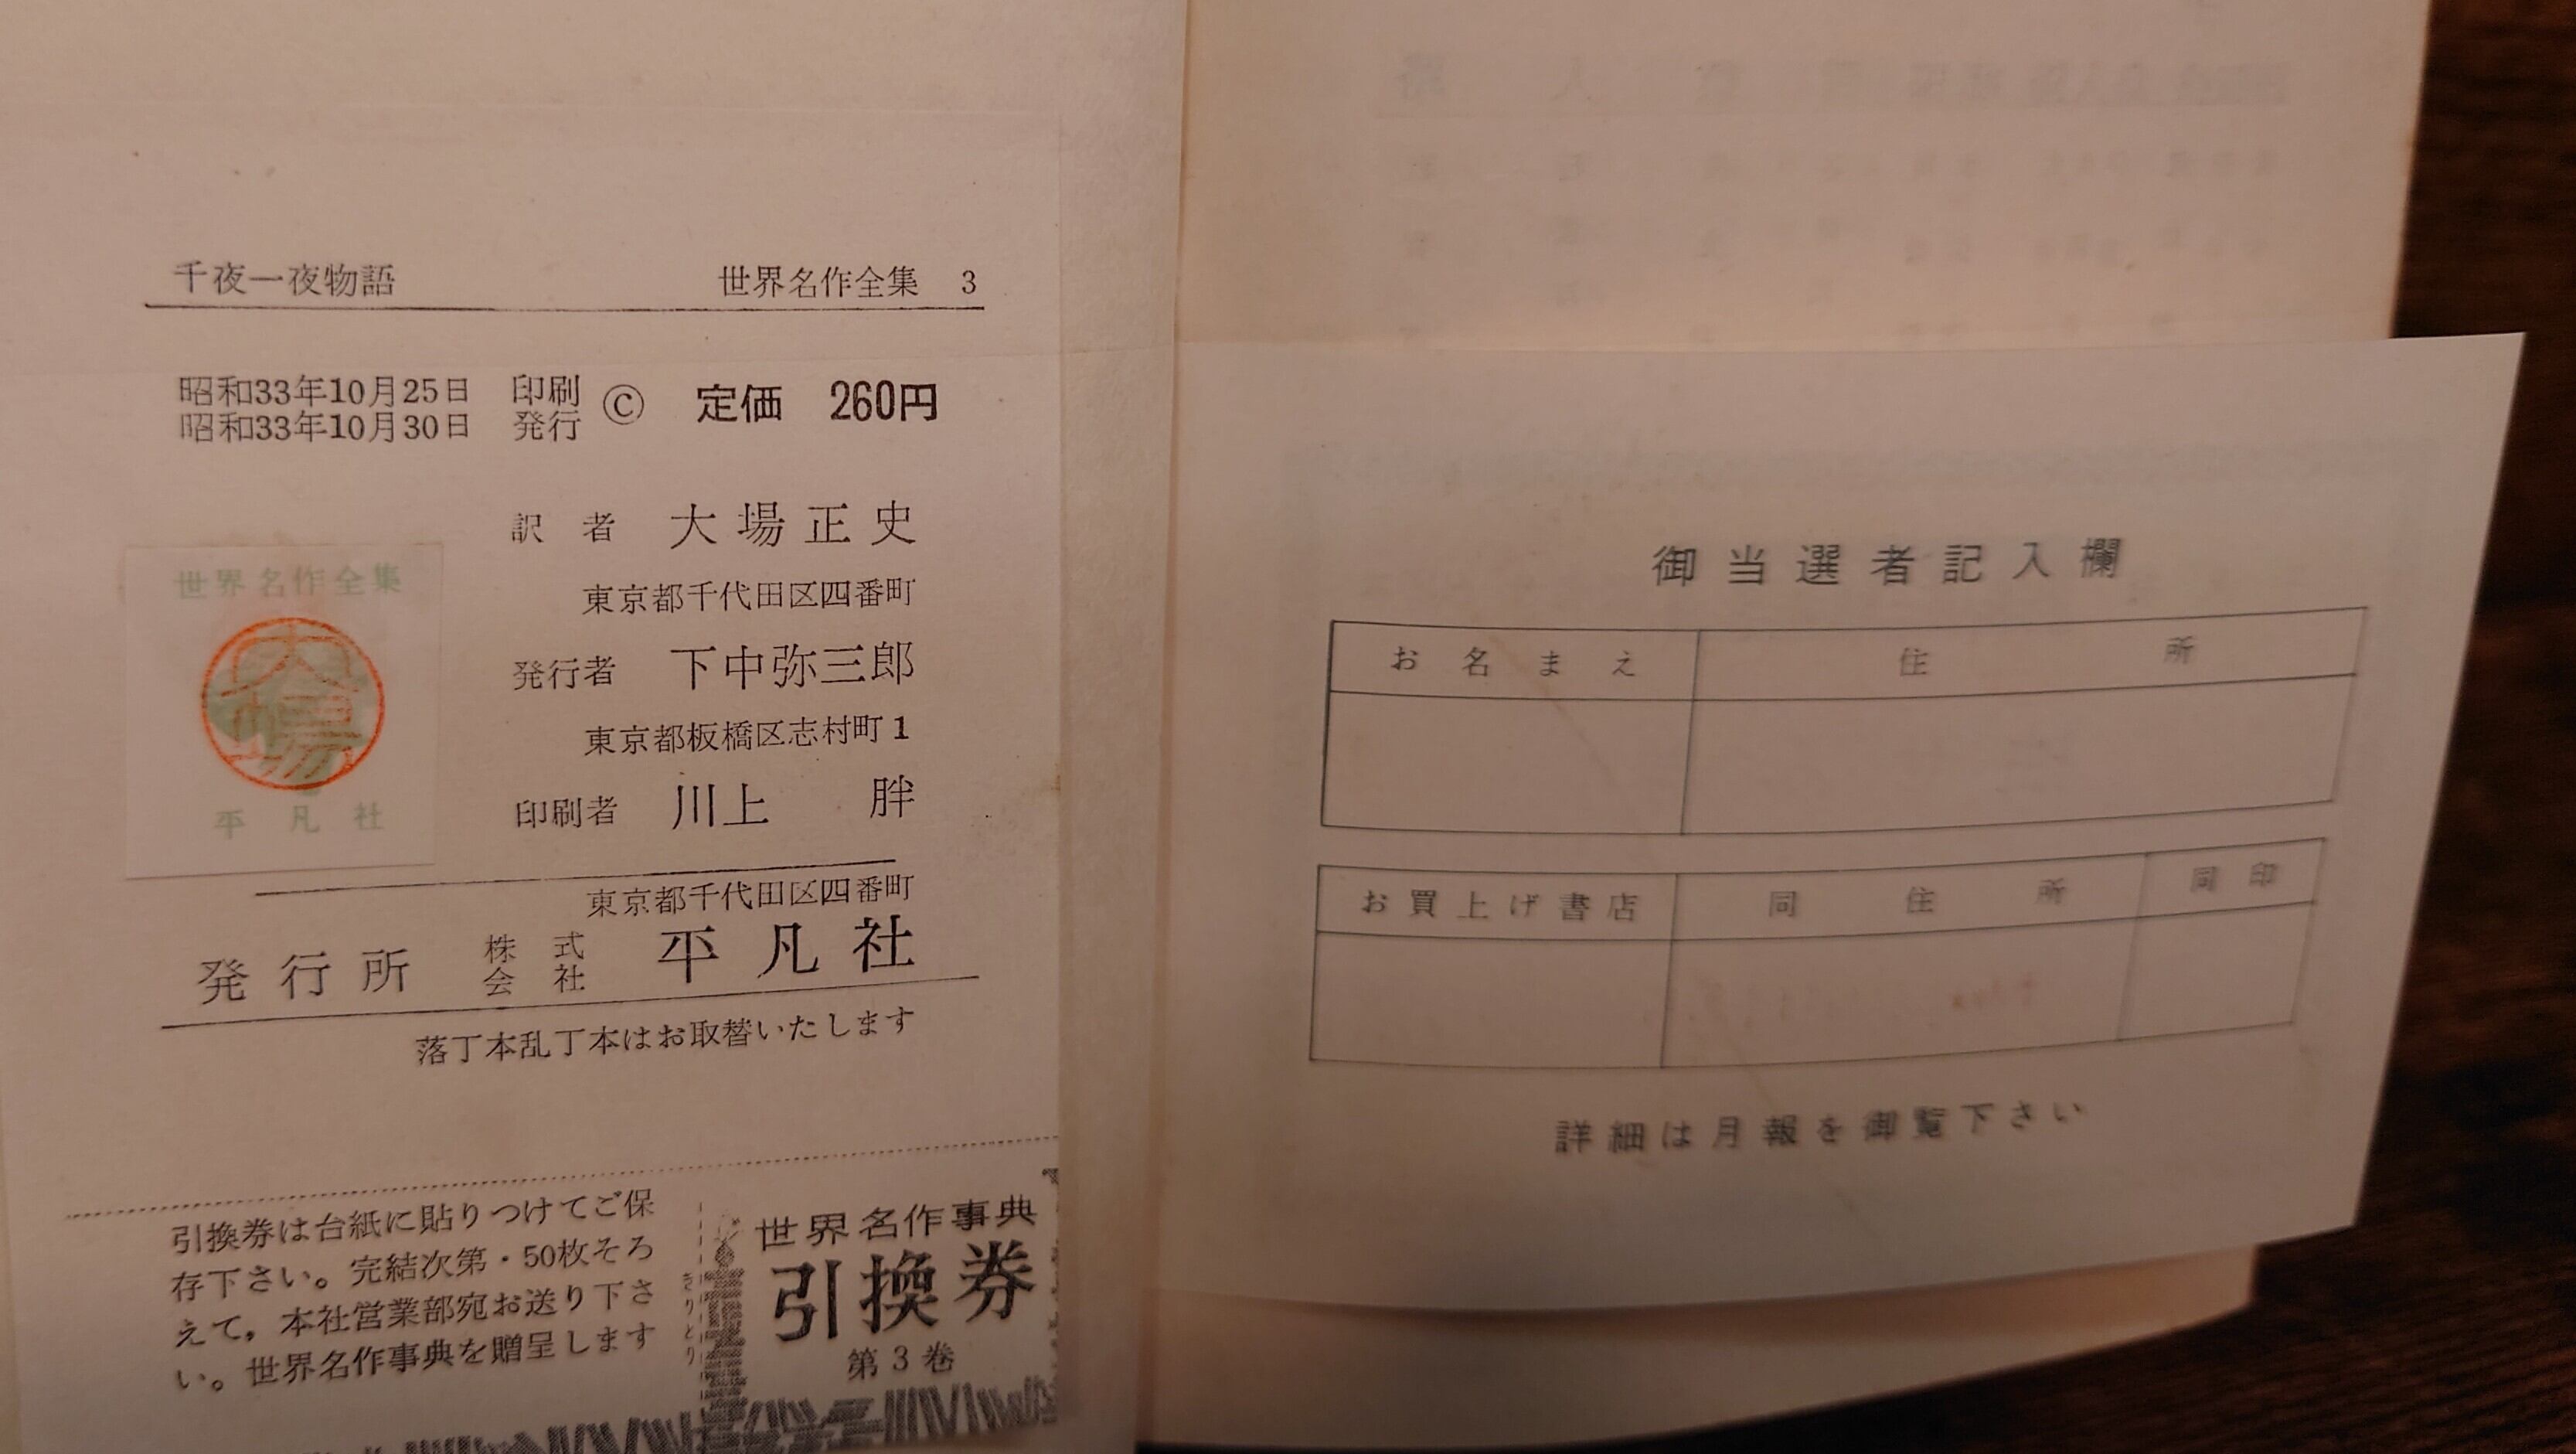 千夜一夜物語　世界名作全集　3
昭和33年10月25日　印刷
昭和33年10月30日　発行
Ⓒ　定価　260円
訳　者　大場正史
東京都千代田区四番町
発行者　下中弥三郎
東京都板橋区志村町1
印刷者　川上　胖
世界名作全集
大場
平凡社
東京都千代田区四番町
発行所　株式会社　平凡社
落丁本乱丁本はお取替いたします
引換券は台紙に貼りつけてご保
存下さい。完結次第・50枚そろ
えて，本社営業部宛お送り下さ
い。世界名作事典を贈呈します
きりとり
世界名作事典
引換券
第3巻
御当選者記入欄
お名まえ　住所
お買上げ書店　同住所　同印
詳細は月報を御覧下さい